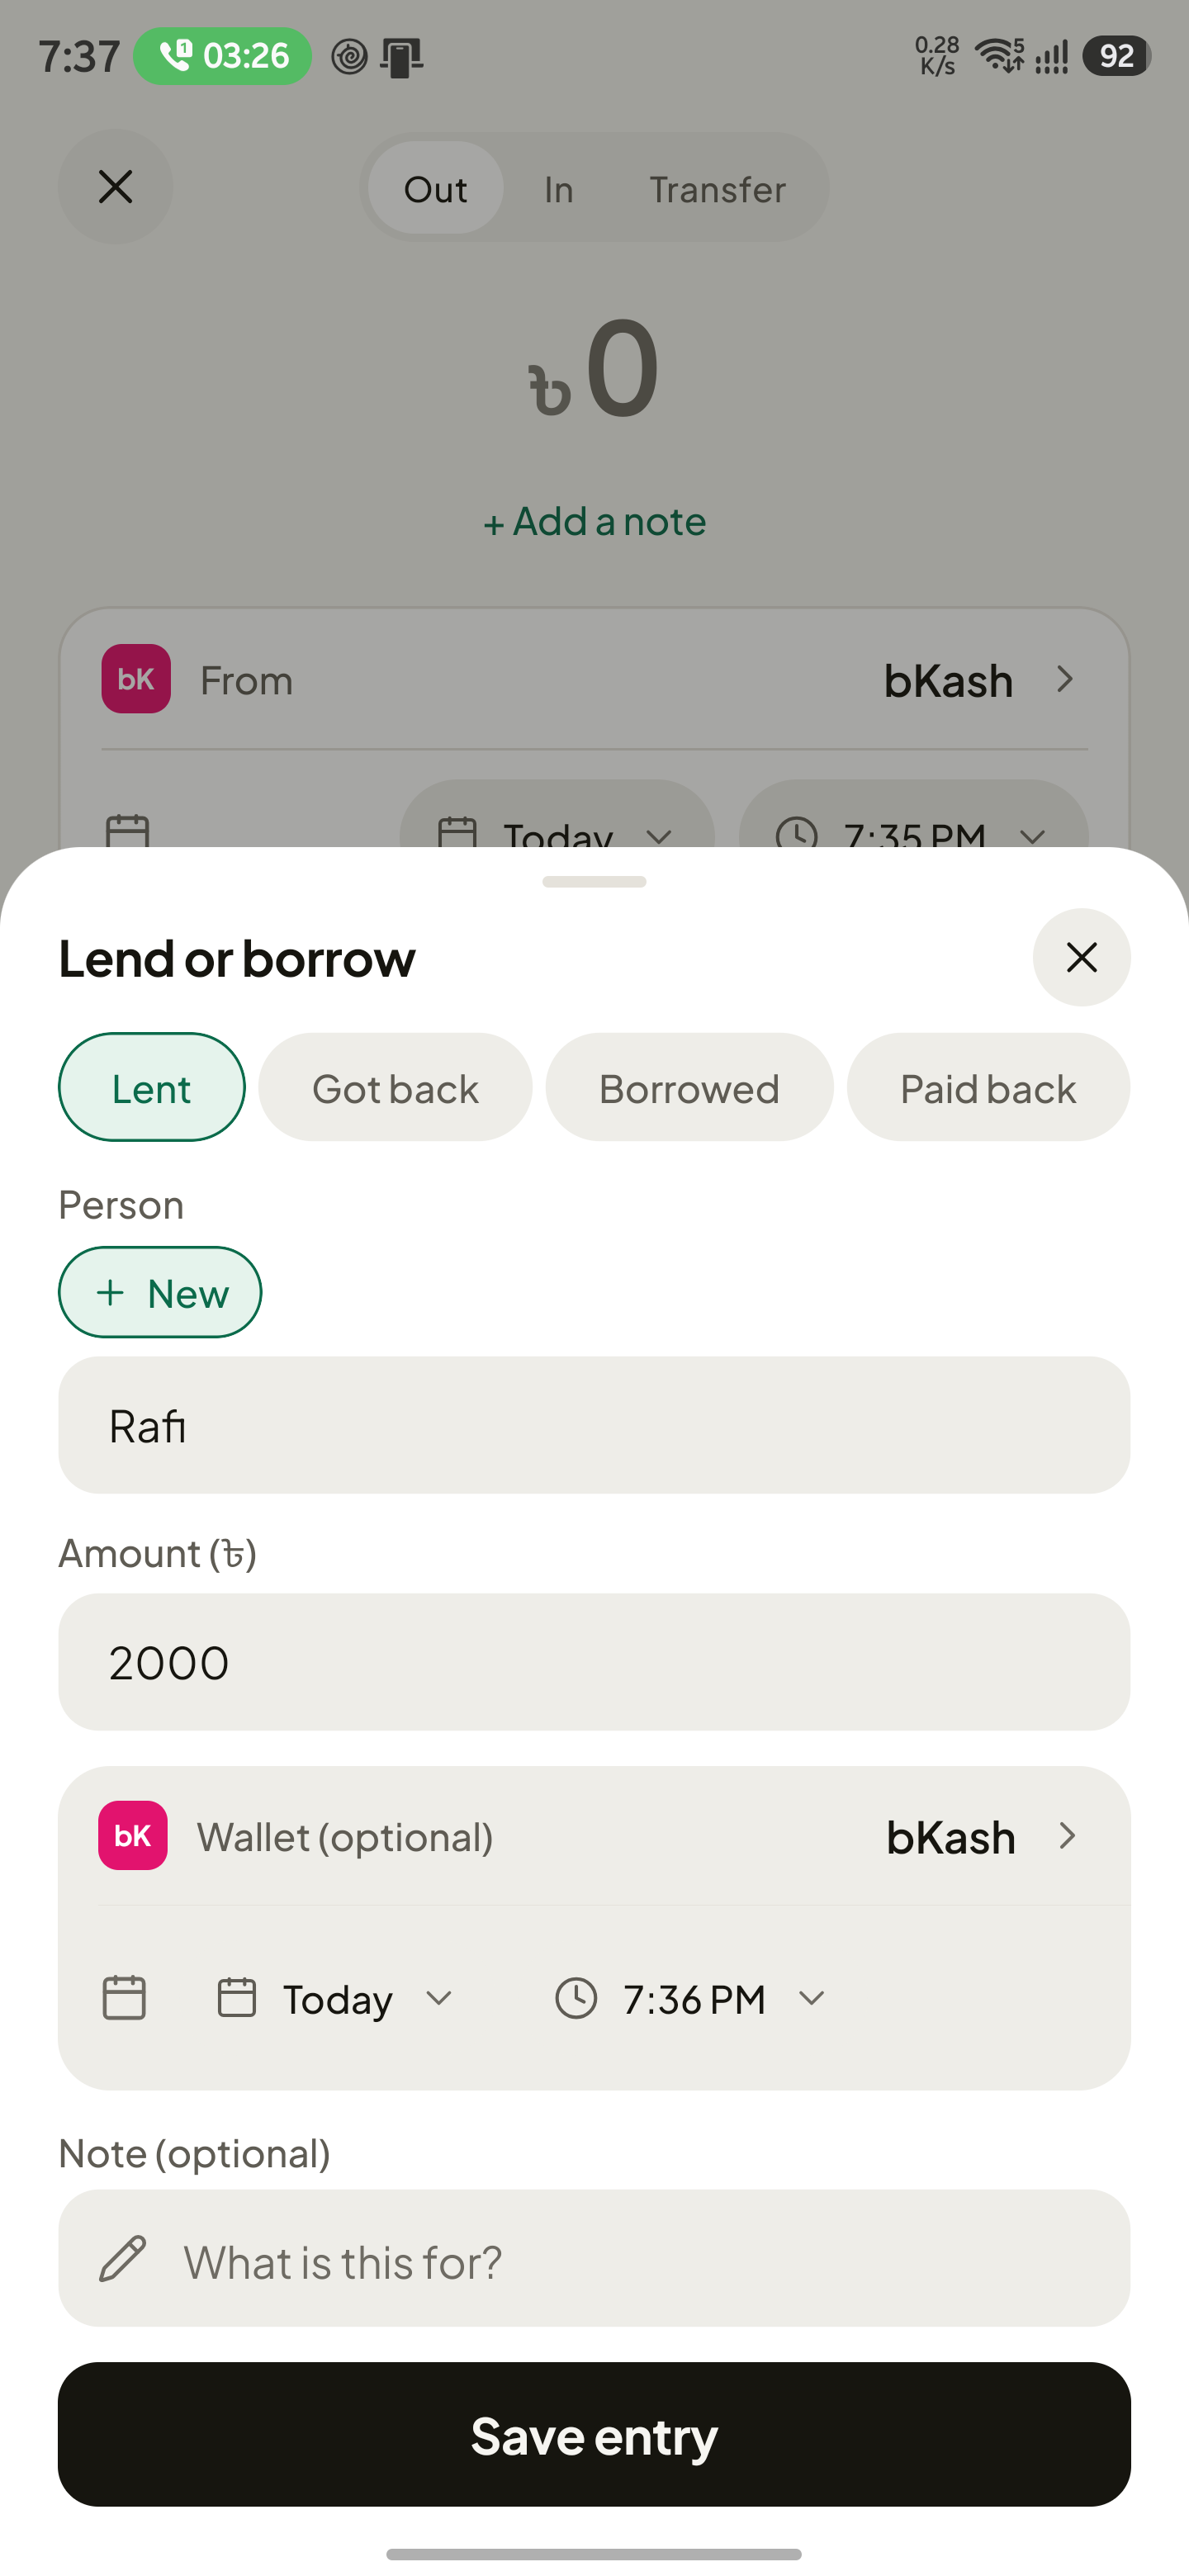 7:37 1 03:26 0.28 K/s 5 92
Out In Transfer
৳0
+ Add a note
bK From bKash
Today 7:35 PM
Lend or borrow
Lent Got back Borrowed Paid back
Person
+ New
Rafi
Amount (৳)
2000
bK Wallet (optional) bKash
Today 7:36 PM
Note (optional)
What is this for?
Save entry